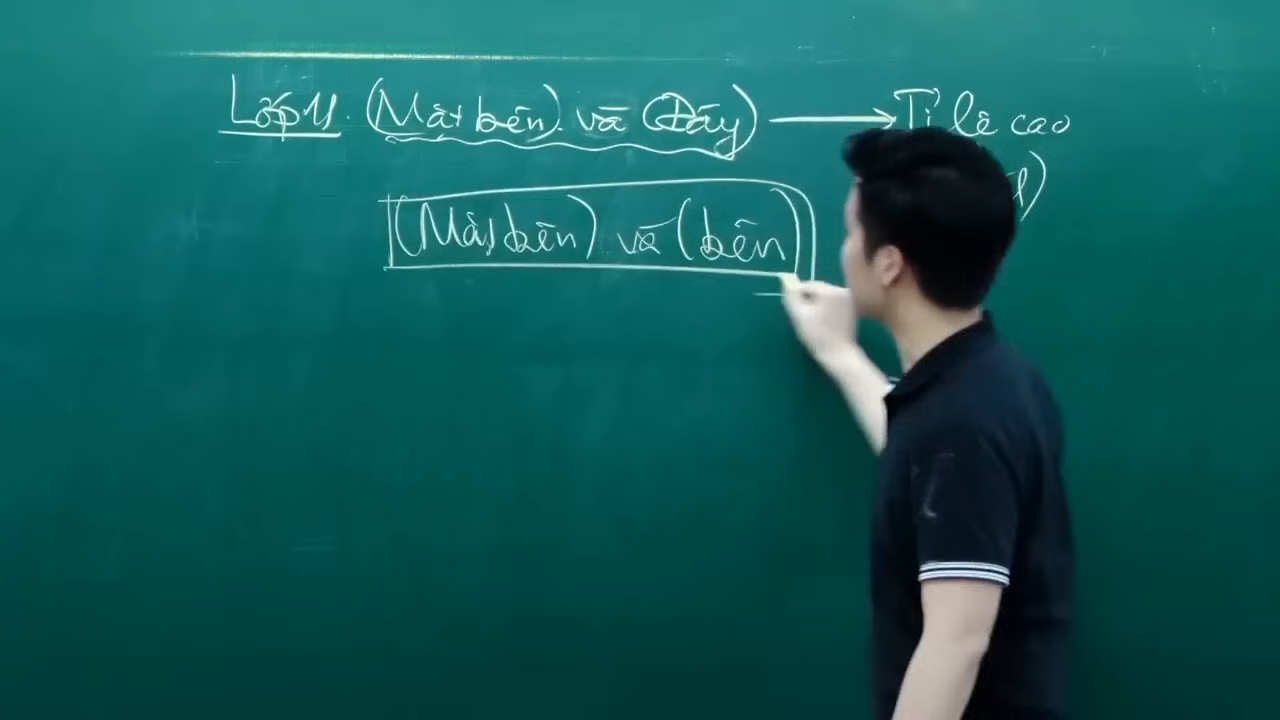 Lớp 11. (Mặt bên) và (Đáy) → Tỉ lệ cao
(Mặt bên) và (bên)